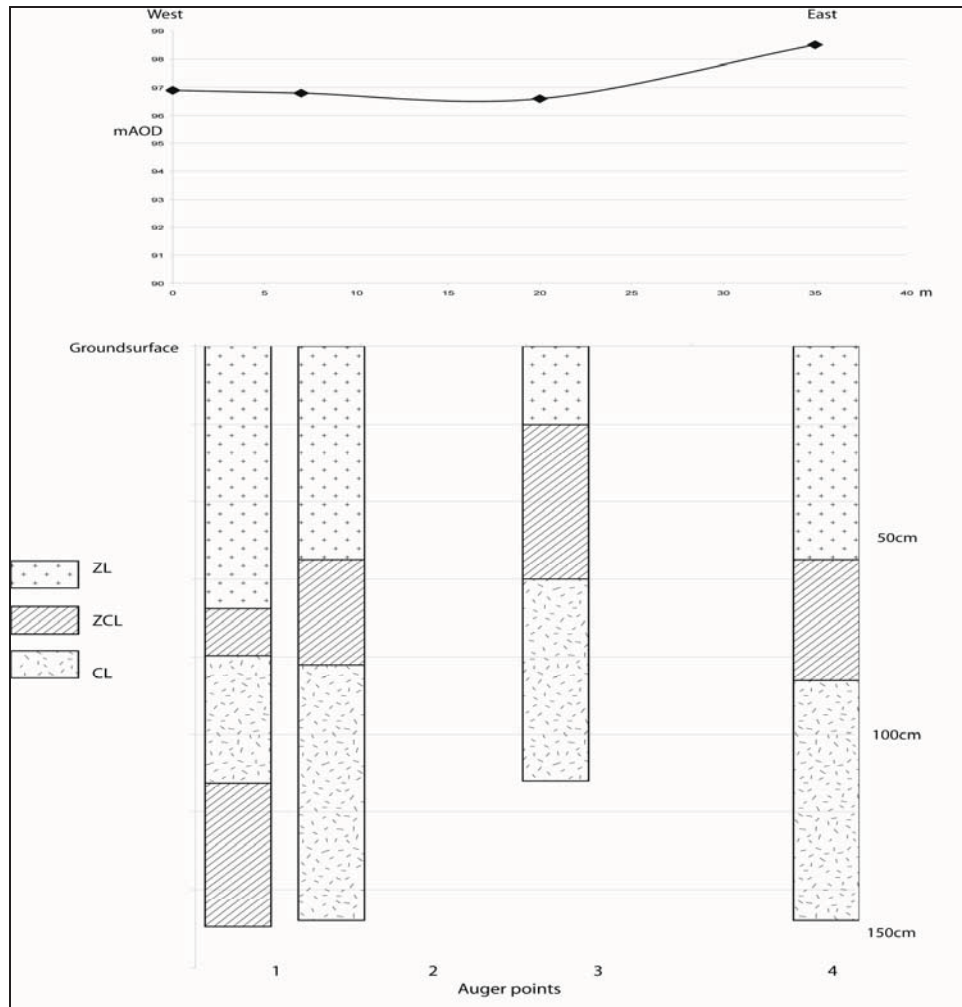 West East
99
98
97
96
mAOD
95
94
93
92
91
90
0 5 10 15 20 25 30 35 40 m
Groundsurface
50cm
ZL
ZCL
CL
100cm
150cm
1 2 3 4
Auger points